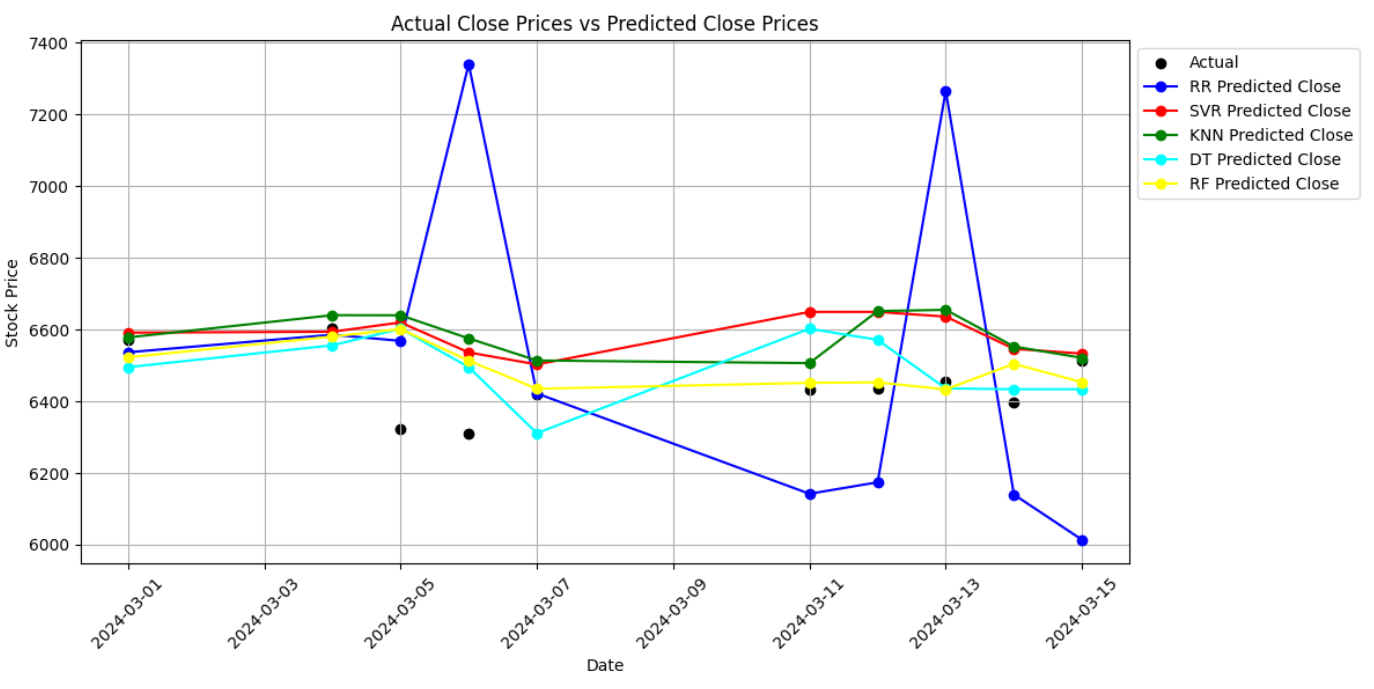 Actual Close Prices vs Predicted Close Prices
Stock Price
7400
7200
7000
6800
6600
6400
6200
6000
2024-03-01
2024-03-03
2024-03-05
2024-03-07
2024-03-09
2024-03-11
2024-03-13
2024-03-15
Date
Actual
RR Predicted Close
SVR Predicted Close
KNN Predicted Close
DT Predicted Close
RF Predicted Close